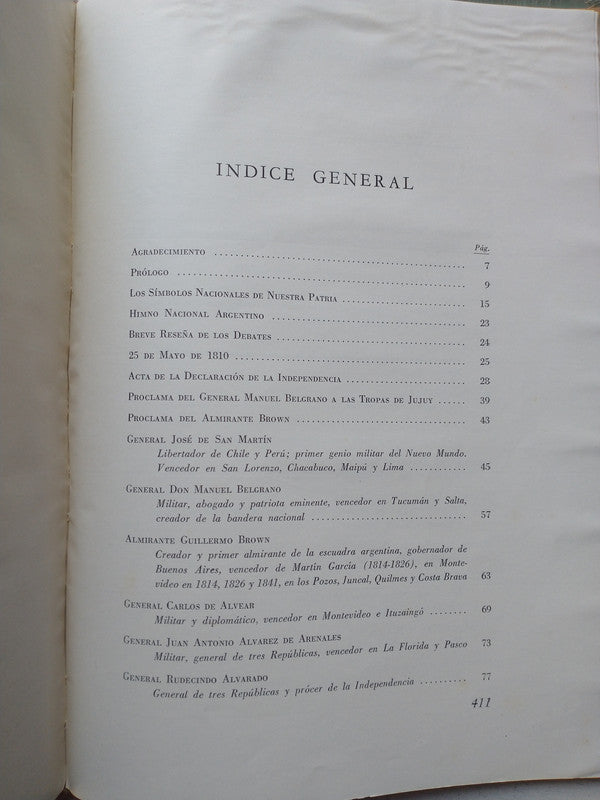 INDICE GENERAL
Pág.
AGRADECIMIENTO .......................................... 7
PRÓLOGO .......................................... 9
LOS SÍMBOLOS NACIONALES DE NUESTRA PATRIA .................... 15
HIMNO NACIONAL ARGENTINO .............................. 23
BREVE RESEÑA DE LOS DEBATES .............................. 24
25 DE MAYO DE 1810 .............................. 25
ACTA DE LA DECLARACIÓN DE LA INDEPENDENCIA .................... 28
PROCLAMA DEL GENERAL MANUEL BELGRANO A LAS TROPAS DE JUJUY ...... 39
PROCLAMA DEL ALMIRANTE BROWN .............................. 43
GENERAL JOSÉ DE SAN MARTÍN
Libertador de Chile y Perú; primer genio militar del Nuevo Mundo.
Vencedor en San Lorenzo, Chacabuco, Maipú y Lima ............ 45
GENERAL DON MANUEL BELGRANO
Militar, abogado y patriota eminente, vencedor en Tucumán y Salta,
creador de la bandera nacional .............................. 57
ALMIRANTE GUILLERMO BROWN
Creador y primer almirante de la escuadra argentina, gobernador de
Buenos Aires, vencedor de Martín García (1814-1826), en Monte-
video en 1814, 1826 y 1841, en los Pozos, Juncal, Quilmes y Costa Brava 63
GENERAL CARLOS DE ALVEAR
Militar y diplomático, vencedor en Montevideo e Ituzaingó ........ 69
GENERAL JUAN ANTONIO ALVAREZ DE ARENALES
Militar, general de tres Repúblicas, vencedor en La Florida y Pasco 73
GENERAL RUDECINDO ALVARADO
General de tres Repúblicas y prócer de la Independencia .......... 77
411